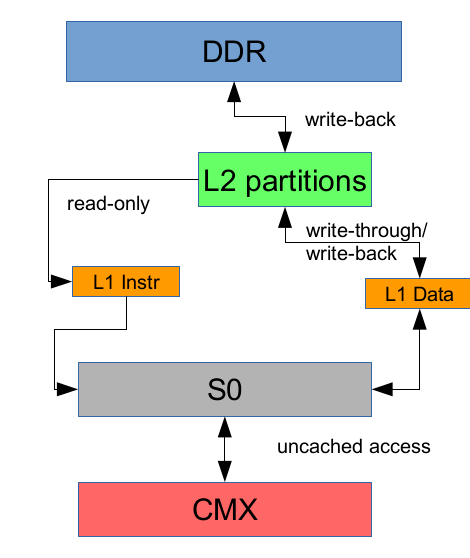 DDR
write-back
L2 partitions
read-only
write-through/
write-back
L1 Instr
L1 Data
S0
uncached access
CMX